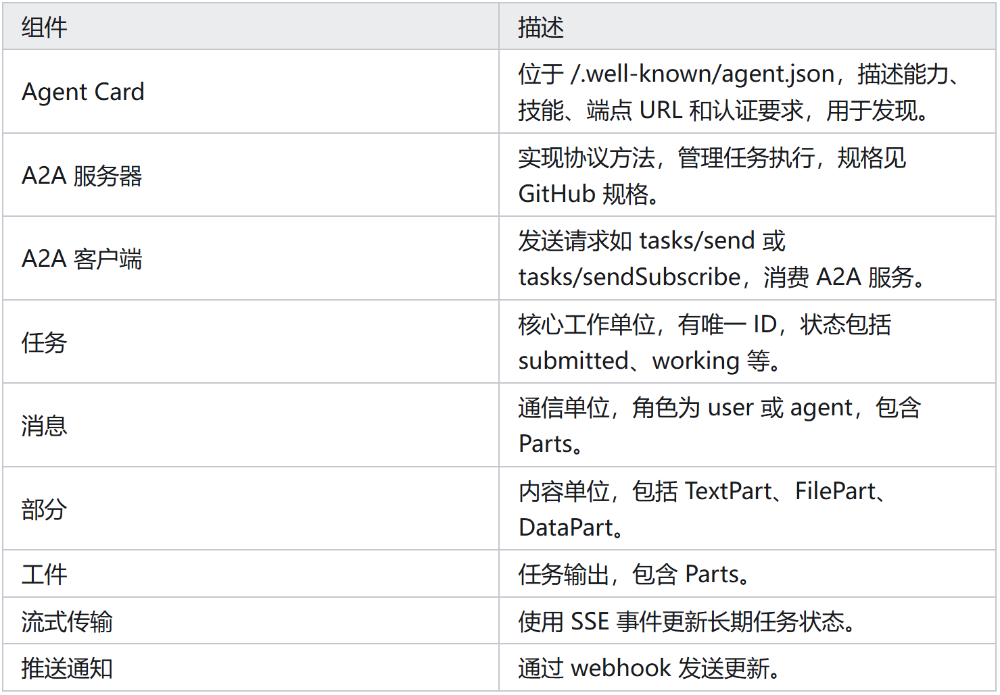 组件
描述
Agent Card
位于 /.well-known/agent.json，描述能力、
技能、端点 URL 和认证要求，用于发现。
A2A 服务器
实现协议方法，管理任务执行，规格见
GitHub 规格。
A2A 客户端
发送请求如 tasks/send 或
tasks/sendSubscribe，消费 A2A 服务。
任务
核心工作单位，有唯一 ID，状态包括
submitted、working 等。
消息
通信单位，角色为 user 或 agent，包含
Parts。
部分
内容单位，包括 TextPart、FilePart、
DataPart。
工件
任务输出，包含 Parts。
流式传输
使用 SSE 事件更新长期任务状态。
推送通知
通过 webhook 发送更新。